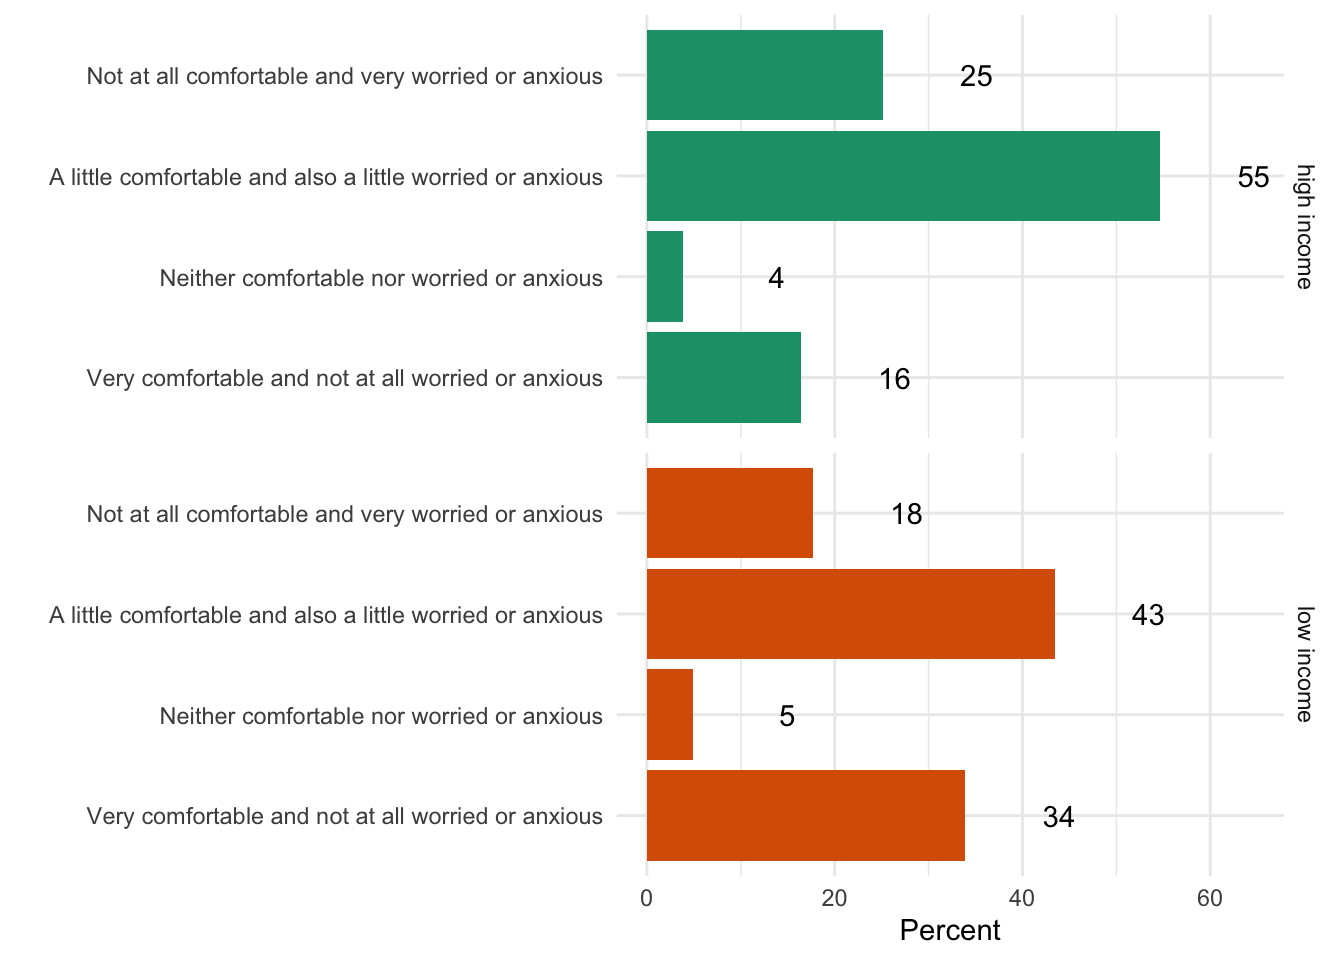 Not at all comfortable and very worried or anxious
25
A little comfortable and also a little worried or anxious
55
Neither comfortable nor worried or anxious
4
Very comfortable and not at all worried or anxious
16
high income
Not at all comfortable and very worried or anxious
18
A little comfortable and also a little worried or anxious
43
Neither comfortable nor worried or anxious
5
Very comfortable and not at all worried or anxious
34
low income
0 20 40 60
Percent